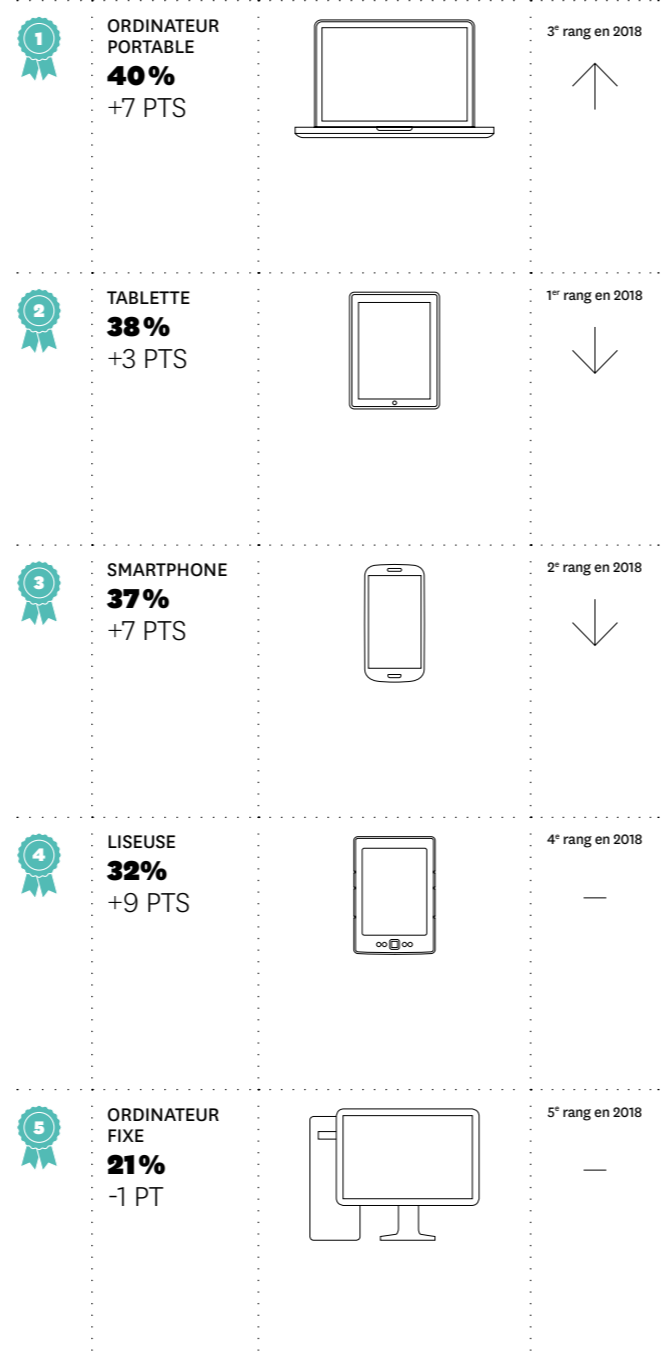 1
ORDINATEUR
PORTABLE
40%
+7 PTS
3e rang en 2018
2
TABLETTE
38%
+3 PTS
1er rang en 2018
3
SMARTPHONE
37%
+7 PTS
2e rang en 2018
4
LISEUSE
32%
+9 PTS
4e rang en 2018
5
ORDINATEUR
FIXE
21%
-1 PT
5e rang en 2018